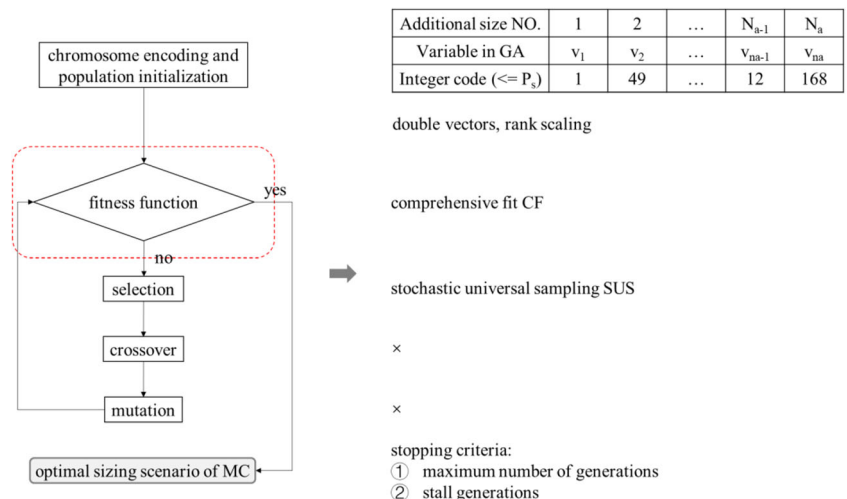 chromosome encoding and
population initialization
fitness function
yes
no
selection
crossover
mutation
optimal sizing scenario of MC
Additional size NO. 1 2 … Na-1 Na
Variable in GA v1 v2 … vna-1 vna
Integer code (<= Ps) 1 49 … 12 168
double vectors, rank scaling
comprehensive fit CF
stochastic universal sampling SUS
×
×
stopping criteria:
① maximum number of generations
② stall generations